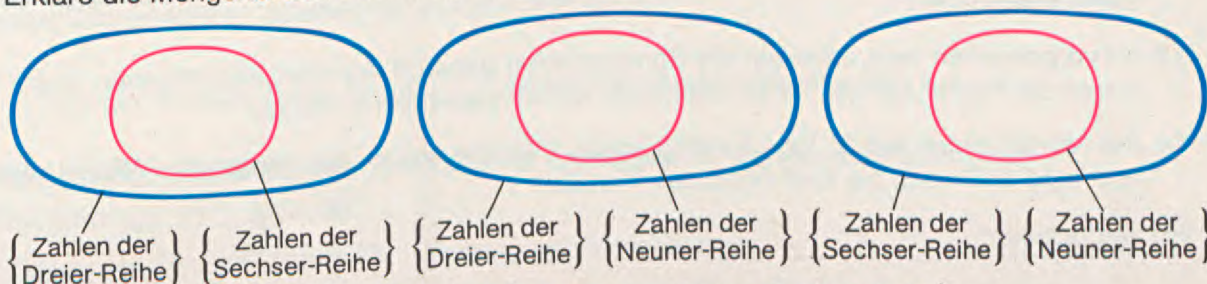 Erkläre die Mengen
{ Zahlen der Dreier-Reihe }
{ Zahlen der Sechser-Reihe }
{ Zahlen der Dreier-Reihe }
{ Zahlen der Neuner-Reihe }
{ Zahlen der Sechser-Reihe }
{ Zahlen der Neuner-Reihe }